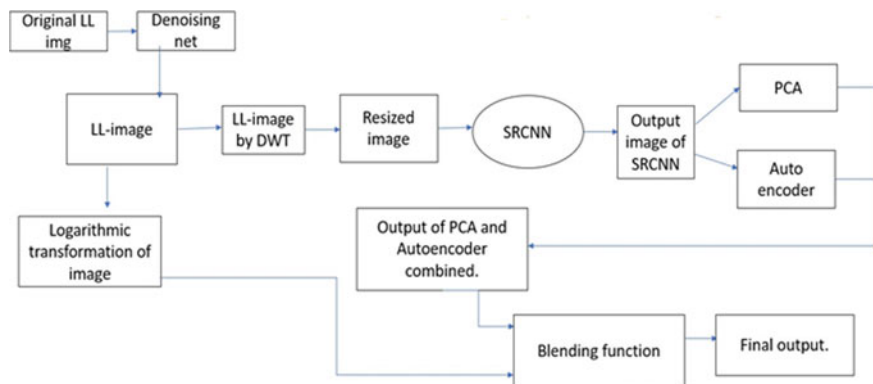 Original LL
img
Denoising
net
LL-image
LL-image
by DWT
Resized
image
SRCNN
Output
image of
SRCNN
PCA
Auto
encoder
Logarithmic
transformation of
image
Output of PCA and
Autoencoder
combined.
Blending function
Final output.